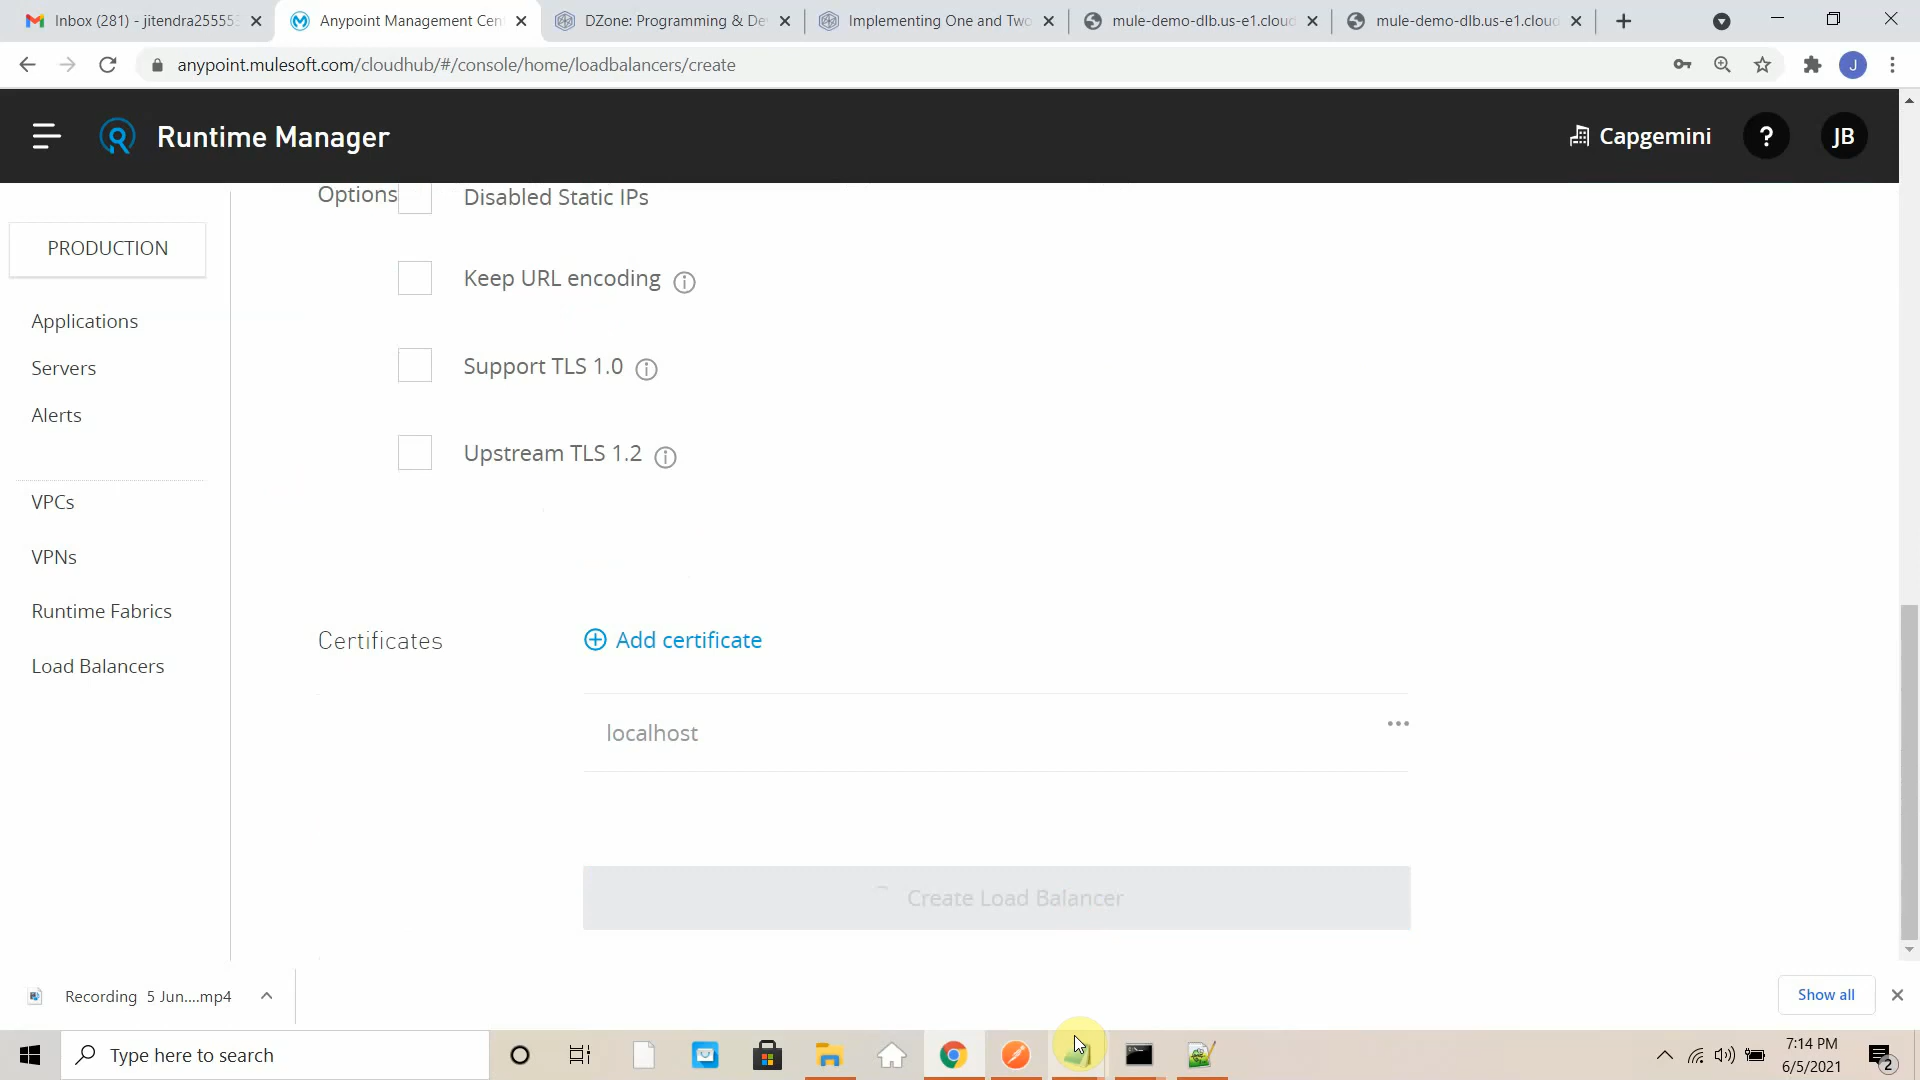 Inbox (281) - jitendra255553
Anypoint Management Cen
DZone: Programming & De
Implementing One and Two
mule-demo-dlb.us-e1.cloud
mule-demo-dlb.us-e1.cloud
anypoint.mulesoft.com/cloudhub/#/console/home/loadbalancers/create
J
Runtime Manager
Capgemini
?
JB
PRODUCTION
Applications
Servers
Alerts
VPCs
VPNs
Runtime Fabrics
Load Balancers
Options
Disabled Static IPs
Keep URL encoding
Support TLS 1.0
Upstream TLS 1.2
Certificates
Add certificate
localhost
Create Load Balancer
Recording 5 Jun....mp4
Show all
Type here to search
7:14 PM
6/5/2021
2